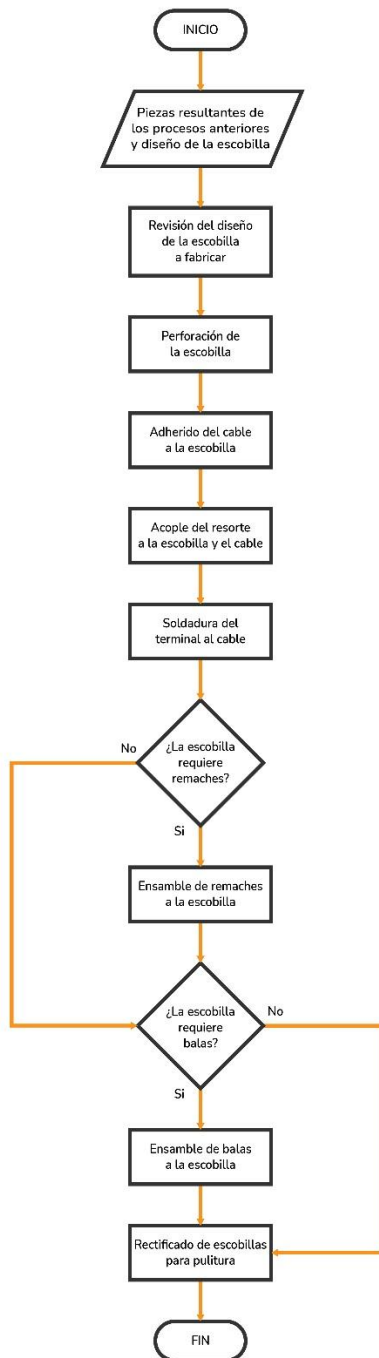 INICIO
Piezas resultantes de
los procesos anteriores
y diseño de la escobilla
Revisión del diseño
de la escobilla
a fabricar
Perforación de
la escobilla
Adherido del cable
a la escobilla
Acople del resorte
a la escobilla y el cable
Soldadura del
terminal al cable
No
¿La escobilla
requiere
remaches?
Si
Ensamble de remaches
a la escobilla
¿La escobilla
requiere
balas?
No
Si
Ensamble de balas
a la escobilla
Rectificado de escobillas
para pulitura
FIN